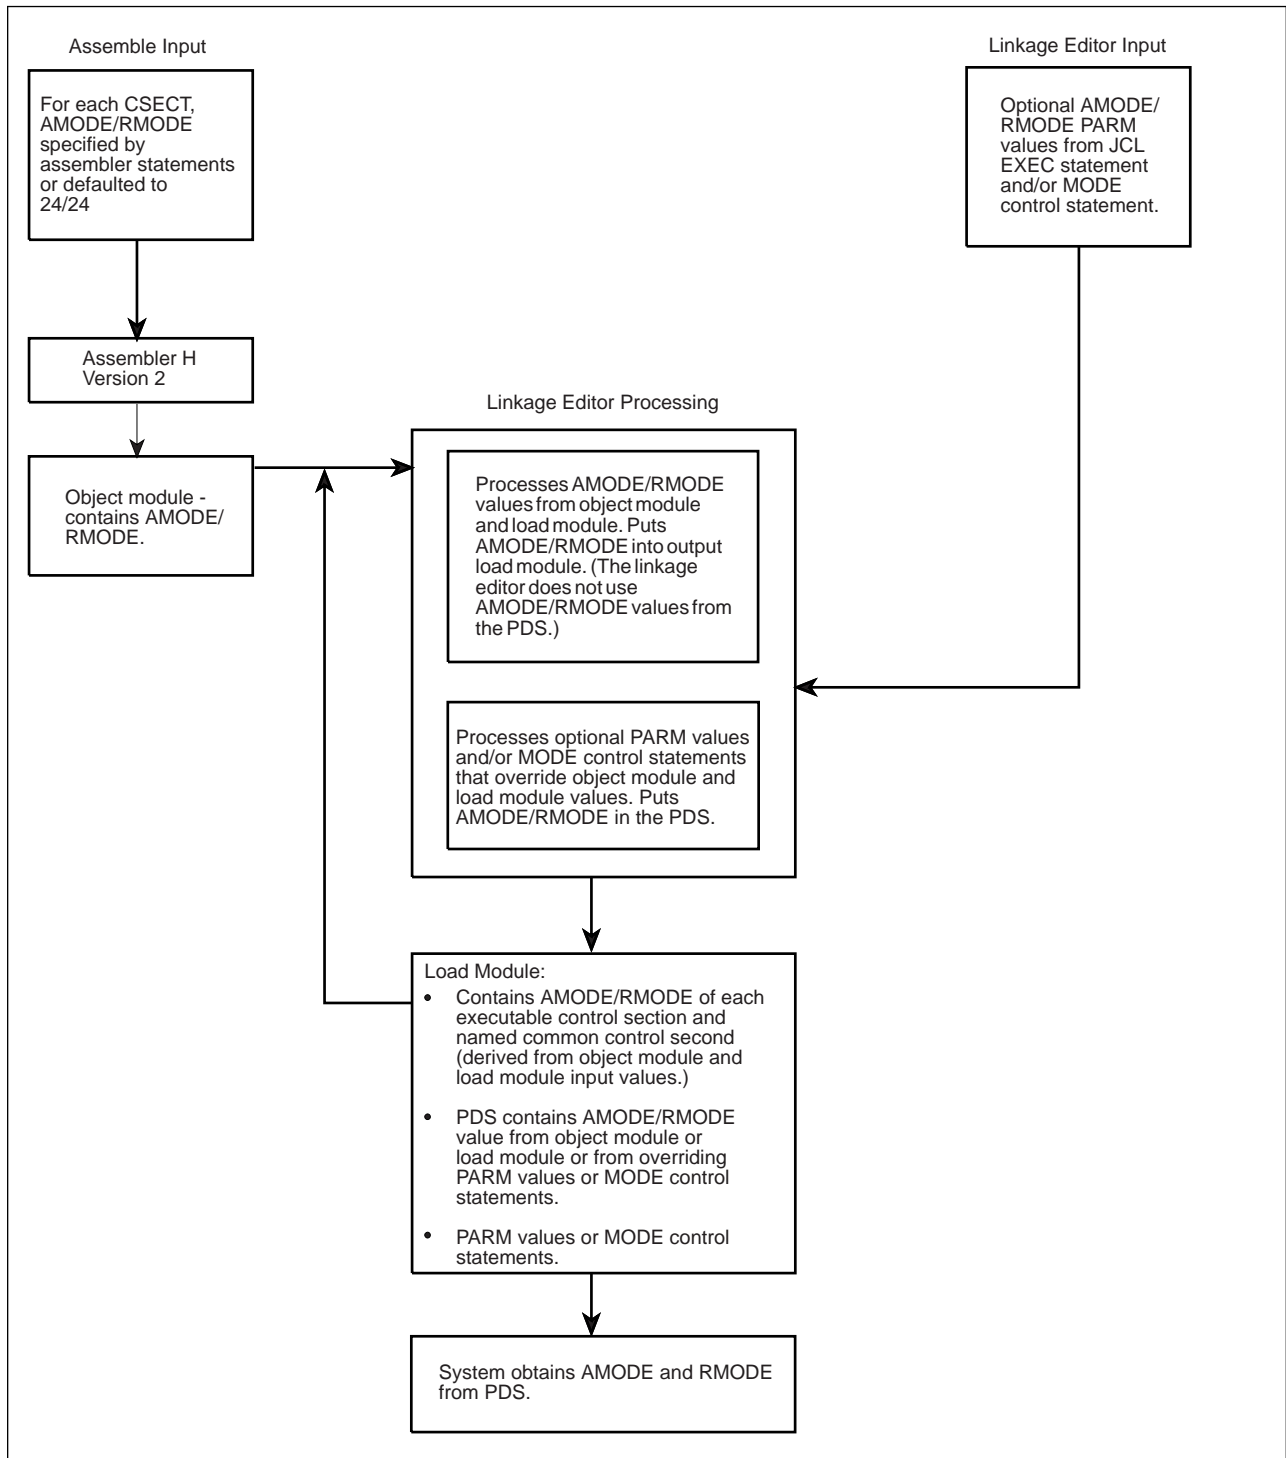 Assemble Input
For each CSECT,
AMODE/RMODE
specified by
assembler statements
or defaulted to
24/24
Linkage Editor Input
Optional AMODE/
RMODE PARM
values from JCL
EXEC statement
and/or MODE
control statement.
Assembler H
Version 2
Object module -
contains AMODE/
RMODE.
Linkage Editor Processing
Processes AMODE/RMODE
values from object module
and load module. Puts
AMODE/RMODE into output
load module. (The linkage
editor does not use
AMODE/RMODE values from
the PDS.)
Processes optional PARM values
and/or MODE control statements
that override object module and
load module values. Puts
AMODE/RMODE in the PDS.
Load Module:
• Contains AMODE/RMODE of each
executable control section and
named common control second
(derived from object module and
load module input values.)
• PDS contains AMODE/RMODE
value from object module or
load module or from overriding
PARM values or MODE control
statements.
• PARM values or MODE control
statements.
System obtains AMODE and RMODE
from PDS.